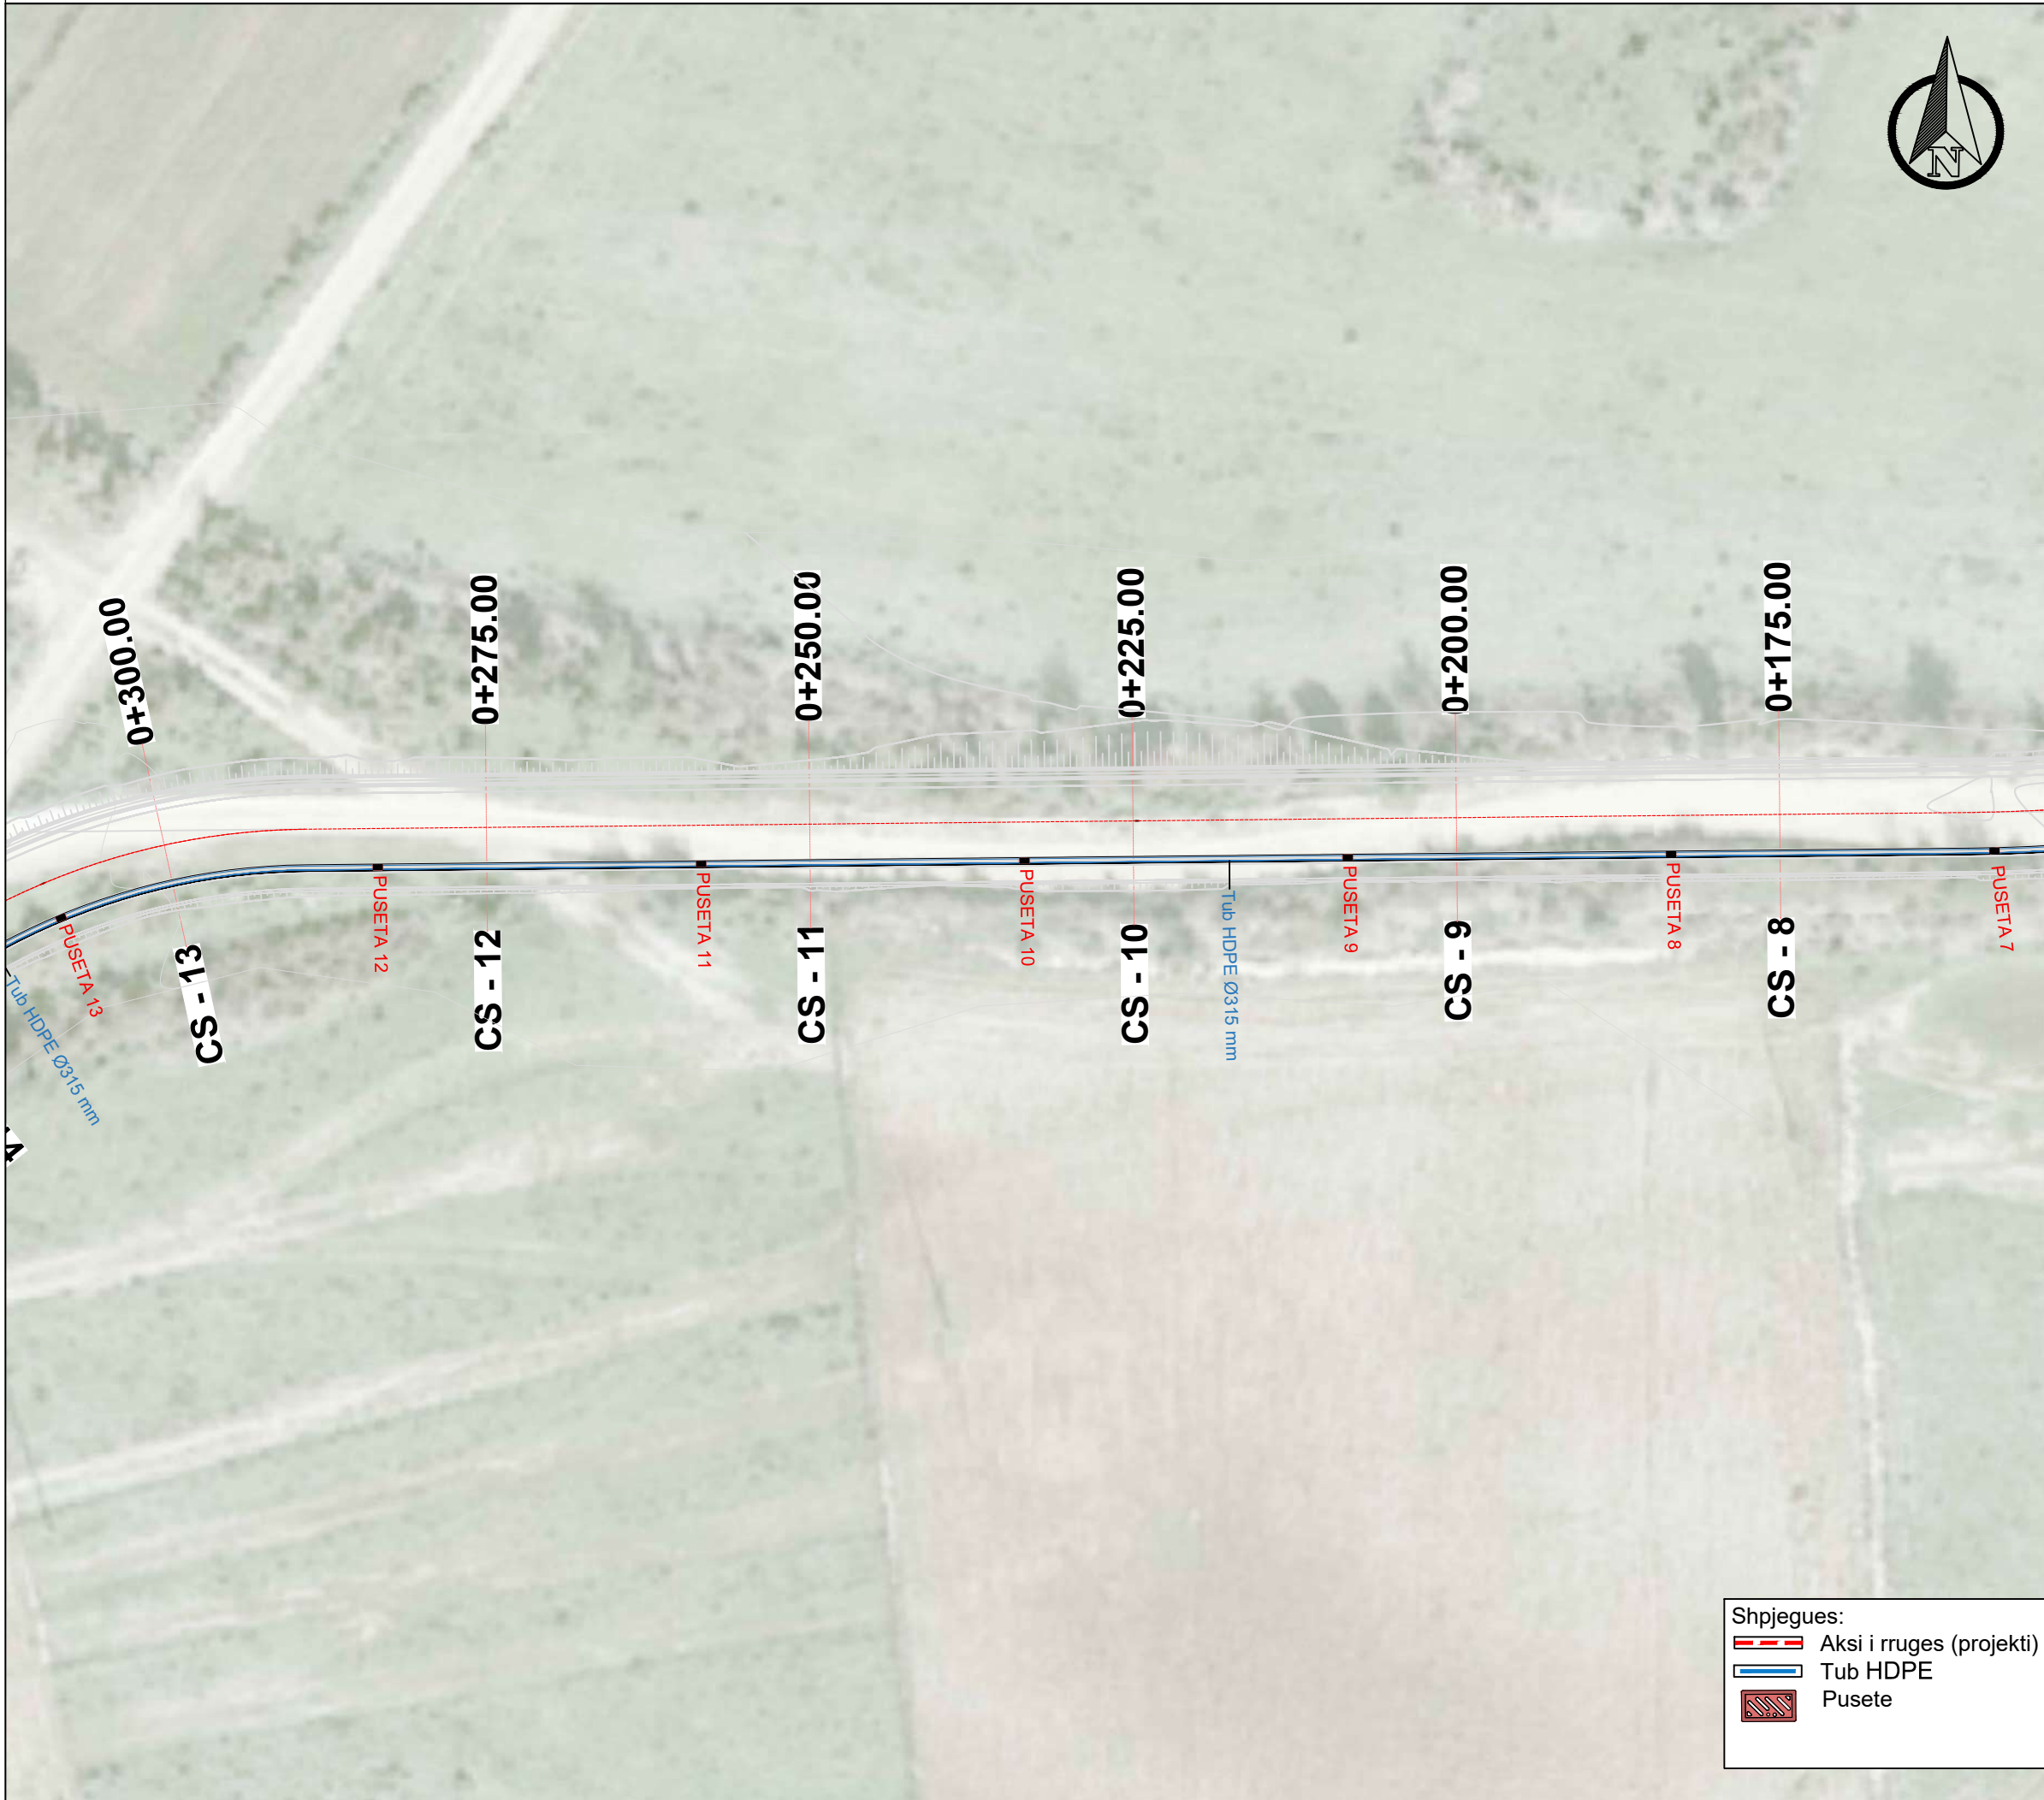 N
0+300.00
0+275.00
0+250.00
0+225.00
0+200.00
0+175.00
PUSETA 13
PUSETA 12
PUSETA 11
PUSETA 10
PUSETA 9
PUSETA 8
PUSETA 7
CS - 13
CS - 12
CS - 11
CS - 10
CS - 9
CS - 8
Tub HDPE Ø315 mm
Tub HDPE Ø315 mm
Shpjegues:
Aksi i rruges (projekti)
Tub HDPE
Pusete